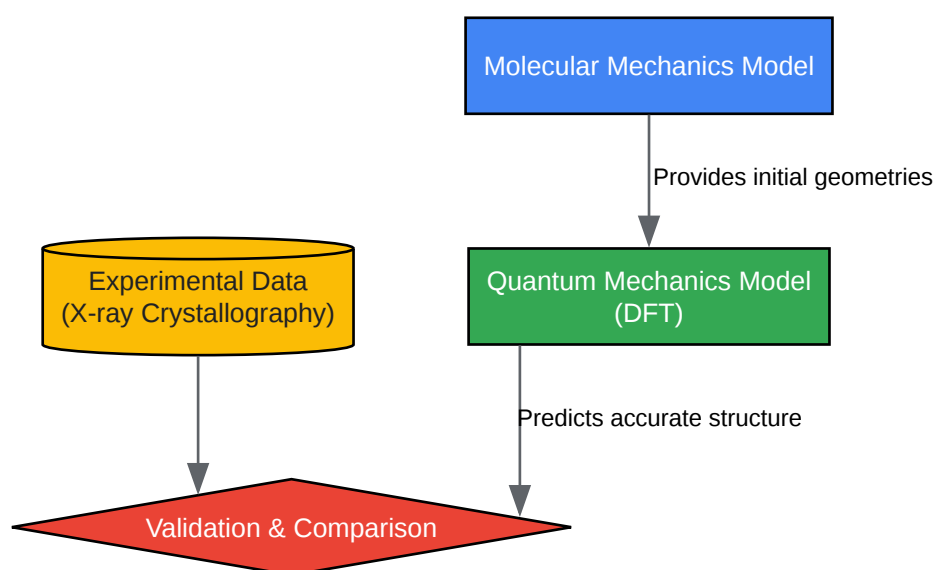 Molecular Mechanics Model
Provides initial geometries
Experimental Data
(X-ray Crystallography)
Quantum Mechanics Model
(DFT)
Predicts accurate structure
Validation & Comparison